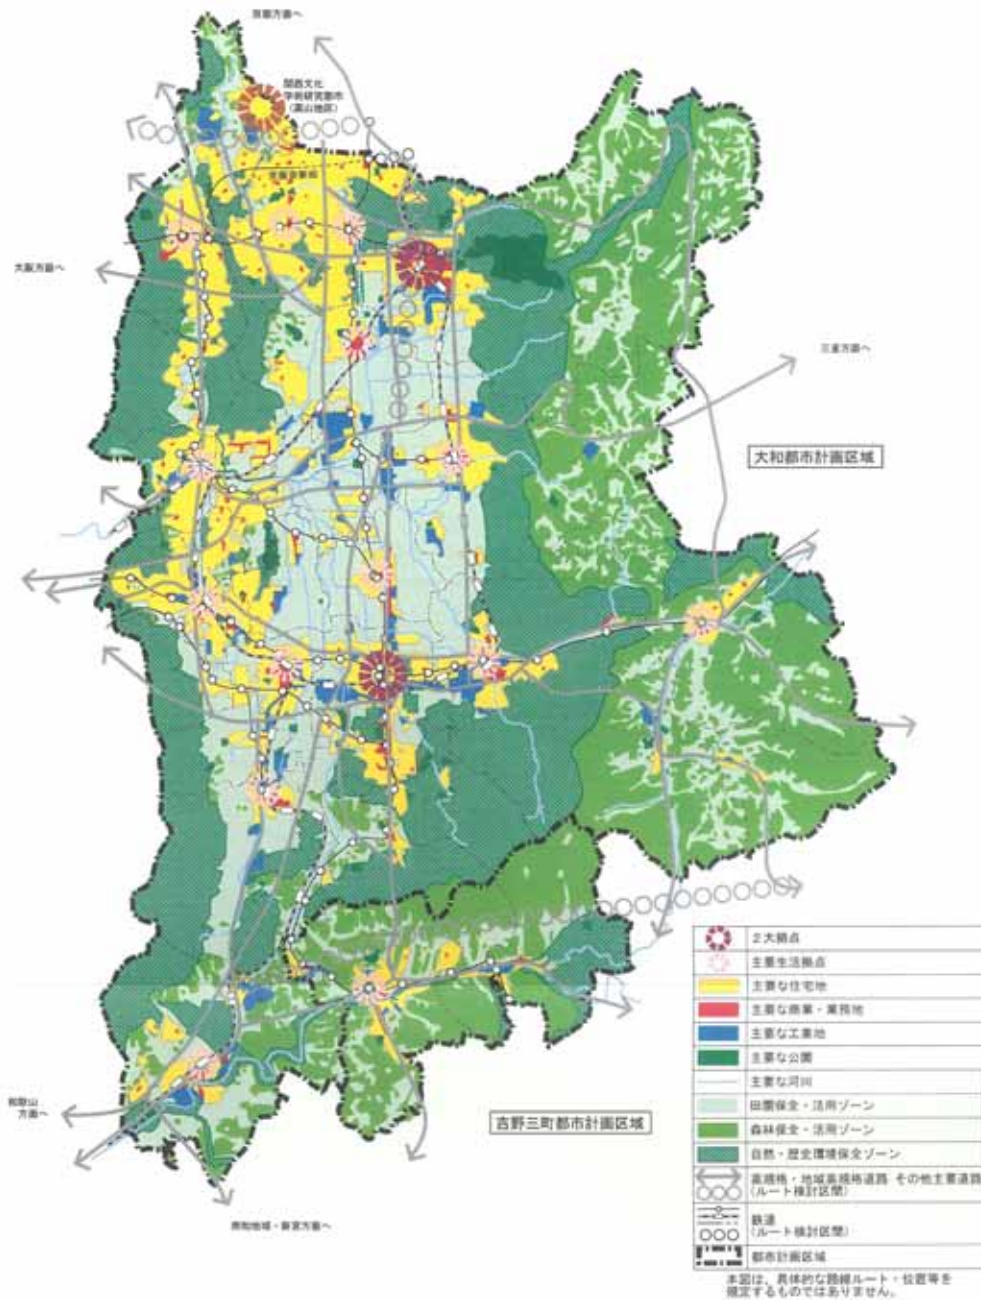 京都方面へ
関西文化
学術研究都市
(高山地区)
大阪方面へ
三重方面へ
大和都市計画区域
和歌山
方面へ
吉野三町都市計画区域
南和地域・新宮方面へ
2大拠点
主要生活拠点
主要な住宅地
主要な商業・業務地
主要な工業地
主要な公園
主要な河川
田園保全・活用ゾーン
森林保全・活用ゾーン
自然・歴史環境保全ゾーン
高規格・地域高規格道路 その他主要道路
(ルート検討区間)
鉄道
(ルート検討区間)
都市計画区域
本図は、具体的な路線ルート・位置等を
規定するものではありません。